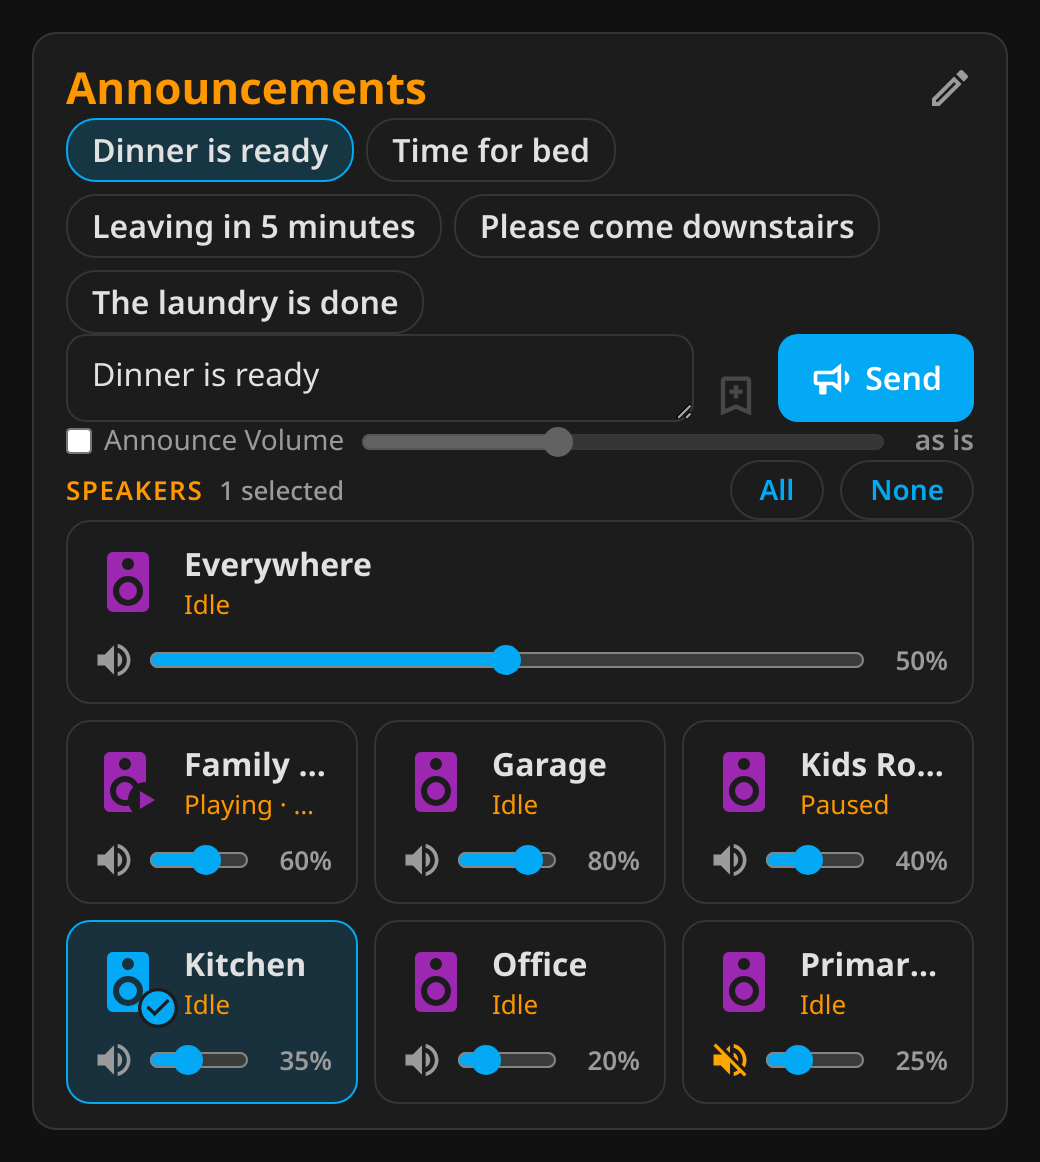 Announcements
Dinner is ready
Time for bed
Leaving in 5 minutes
Please come downstairs
The laundry is done
Dinner is ready
Send
Announce Volume
as is
SPEAKERS 1 selected
All
None
Everywhere
Idle
50%
Family ...
Playing · ...
60%
Garage
Idle
80%
Kids Ro...
Paused
40%
Kitchen
Idle
35%
Office
Idle
20%
Primar...
Idle
25%